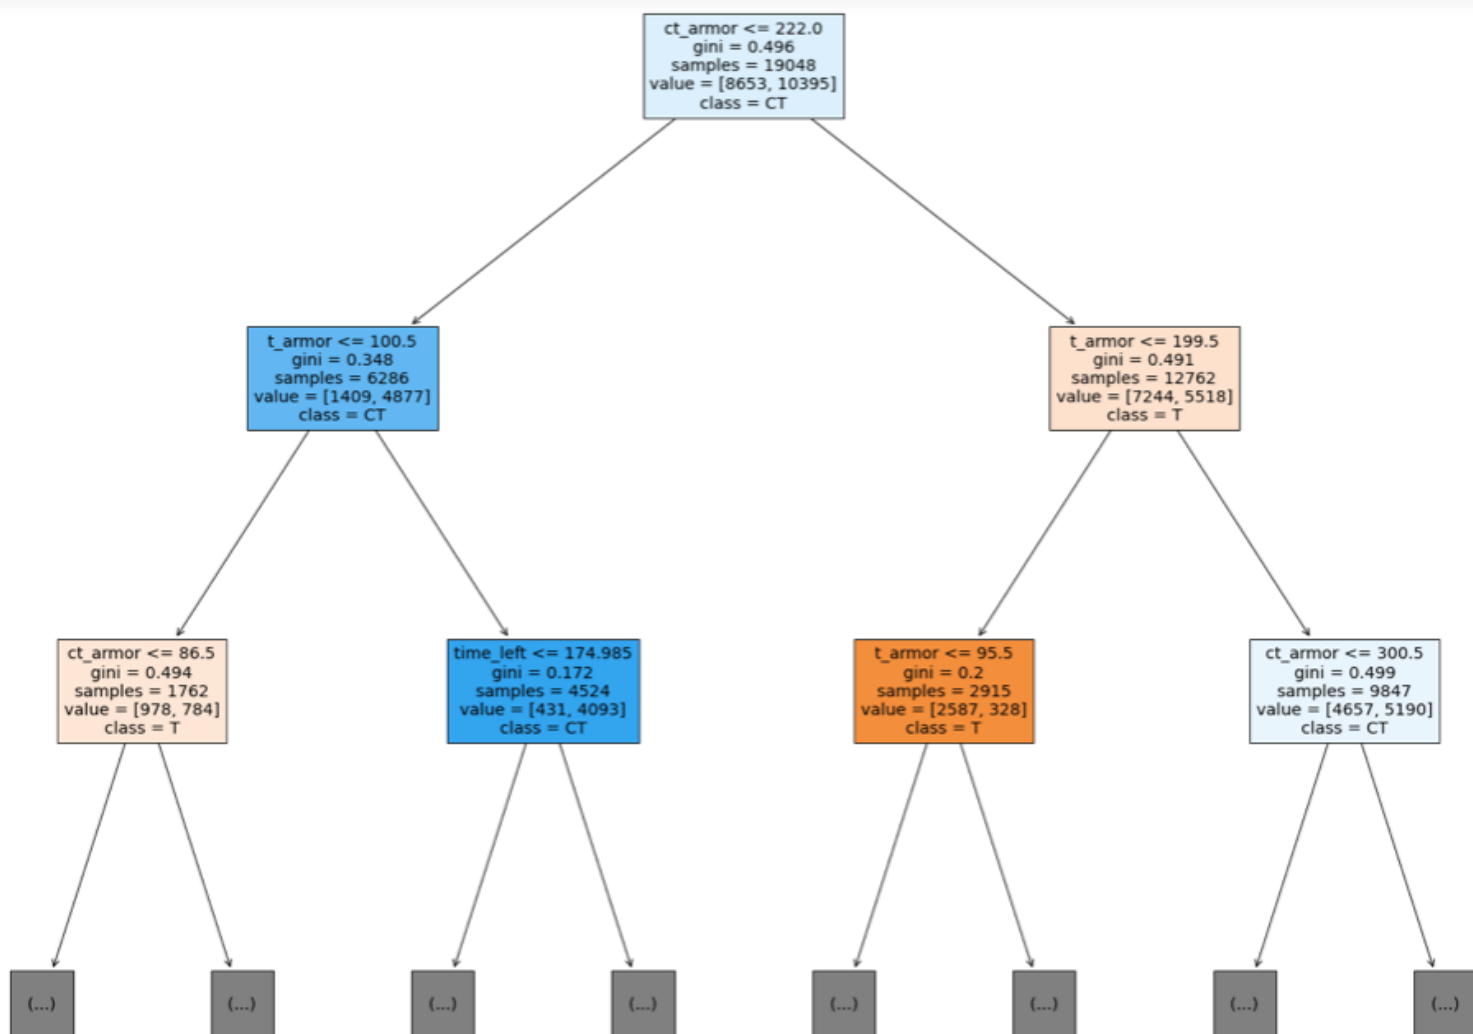 ct_armor <= 222.0
gini = 0.496
samples = 19048
value = [8653, 10395]
class = CT
t_armor <= 100.5
gini = 0.348
samples = 6286
value = [1409, 4877]
class = CT
t_armor <= 199.5
gini = 0.491
samples = 12762
value = [7244, 5518]
class = T
ct_armor <= 86.5
gini = 0.494
samples = 1762
value = [978, 784]
class = T
time_left <= 174.985
gini = 0.172
samples = 4524
value = [431, 4093]
class = CT
t_armor <= 95.5
gini = 0.2
samples = 2915
value = [2587, 328]
class = T
ct_armor <= 300.5
gini = 0.499
samples = 9847
value = [4657, 5190]
class = CT
(...)
(...)
(...)
(...)
(...)
(...)
(...)
(...)